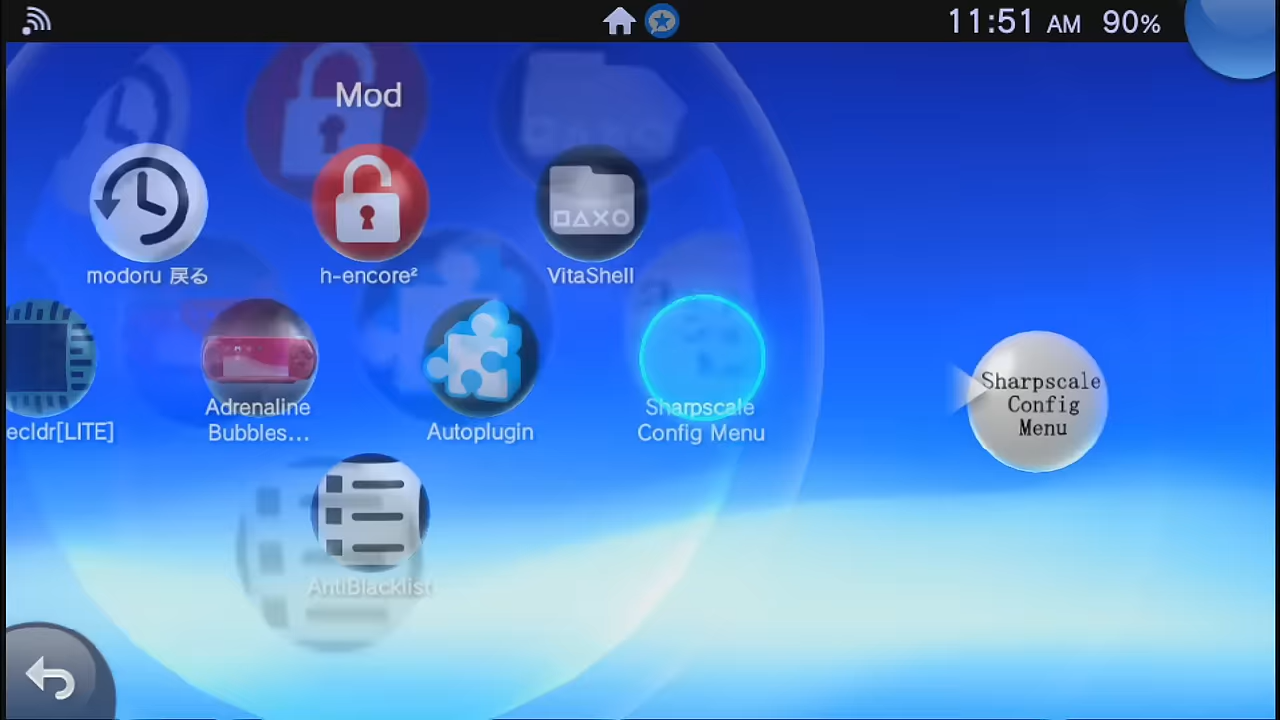 11:51 AM 90%
Mod
modoru 戻る
h-encore²
VitaShell
ecldr[LITE]
Adrenaline
Bubbles...
Autoplugin
Sharpscale
Config Menu
Sharpscale
Config
Menu
AntiBlacklist